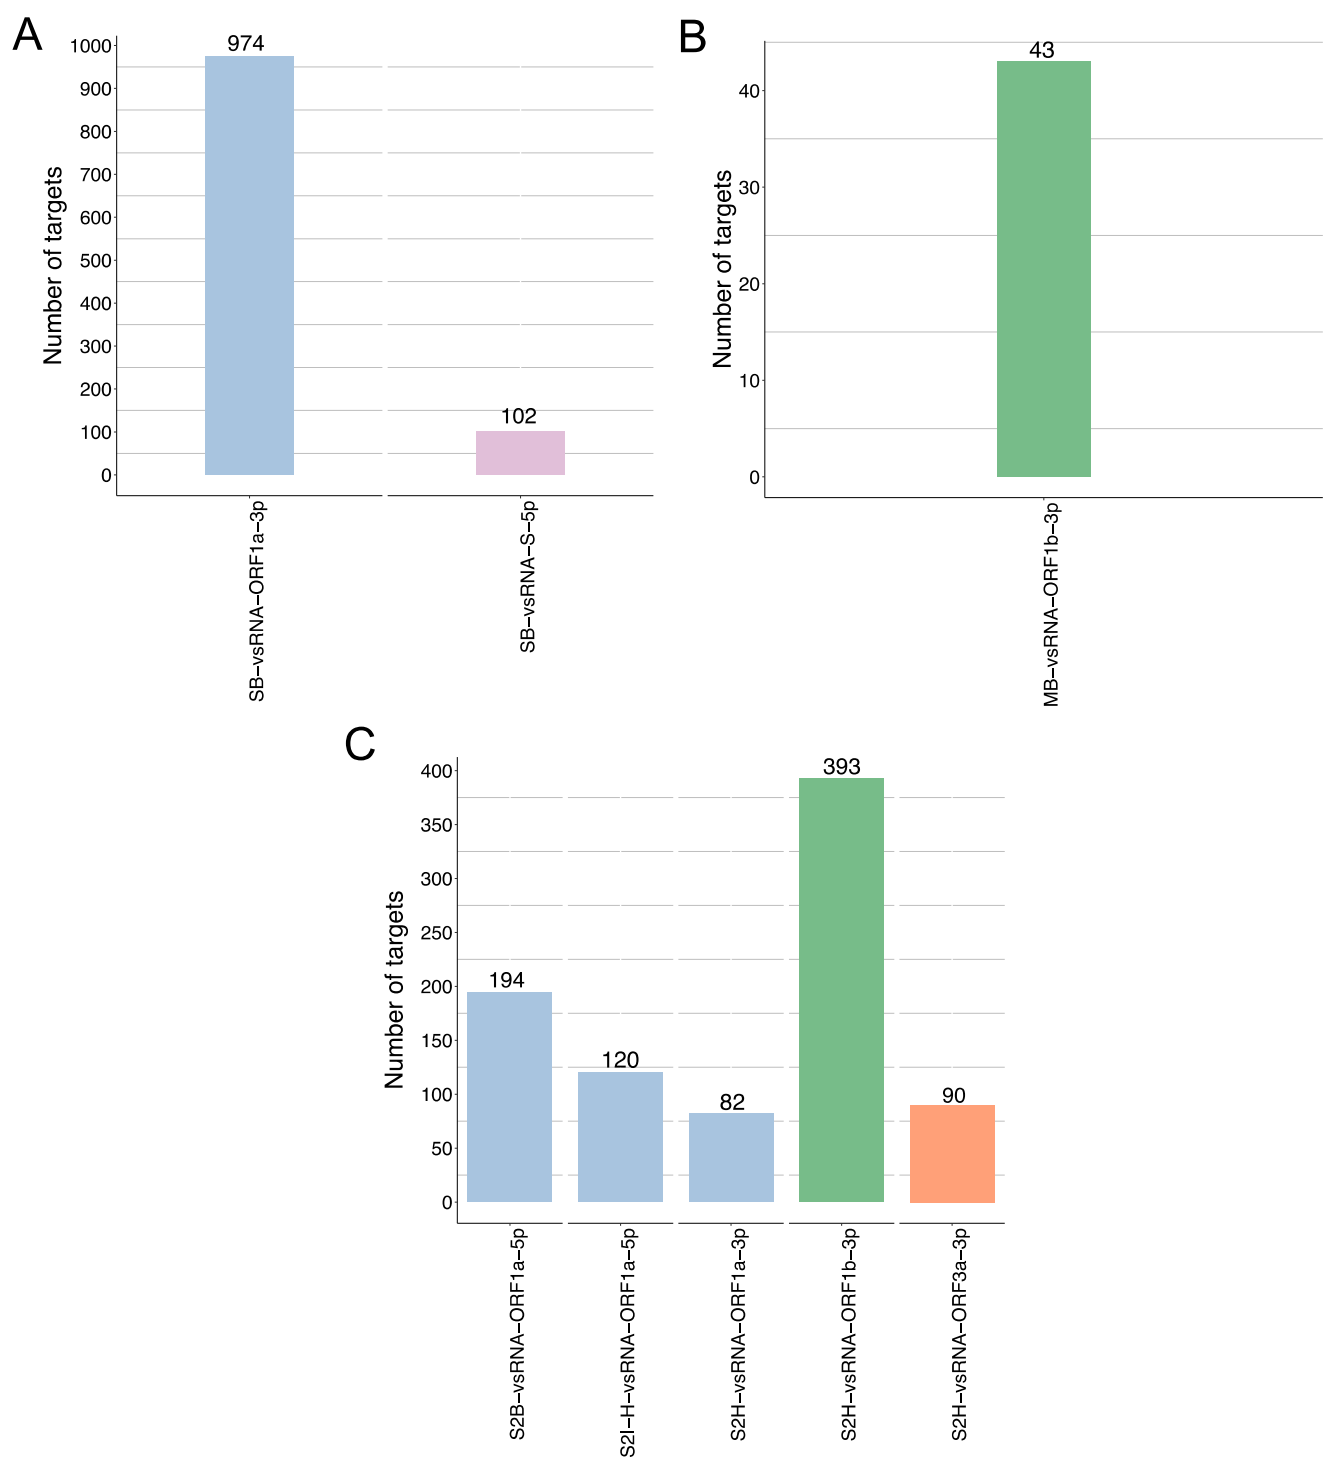 A
Number of targets
1000
900
800
700
600
500
400
300
200
100
0
974
102
SB−vsRNA−ORF1a−3p
SB−vsRNA−S−5p
B
Number of targets
40
30
20
10
0
43
MB−vsRNA−ORF1b−3p
C
Number of targets
400
350
300
250
200
150
100
50
0
194
120
82
393
90
S2B−vsRNA−ORF1a−5p
S2I−H−vsRNA−ORF1a−5p
S2H−vsRNA−ORF1a−3p
S2H−vsRNA−ORF1b−3p
S2H−vsRNA−ORF3a−3p